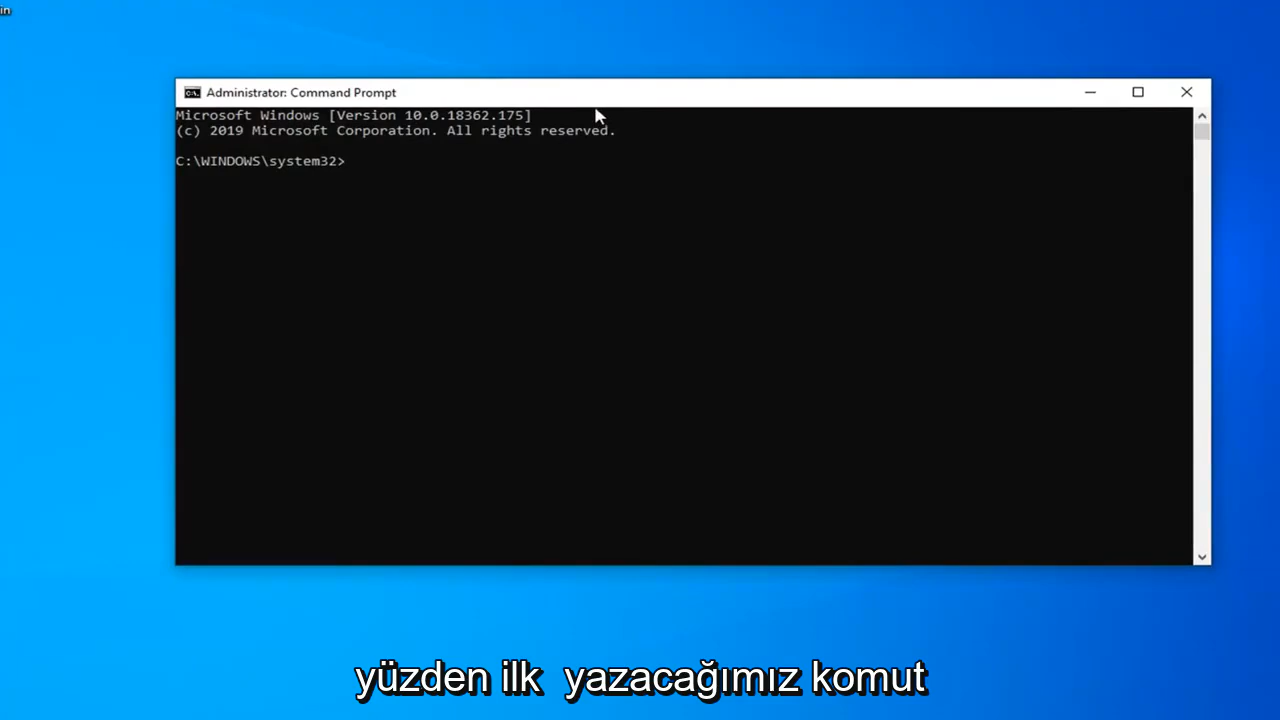 in
Administrator: Command Prompt
Microsoft Windows [Version 10.0.18362.175]
(c) 2019 Microsoft Corporation. All rights reserved.
C:\WINDOWS\system32>
yüzden ilk yazacağımız komut